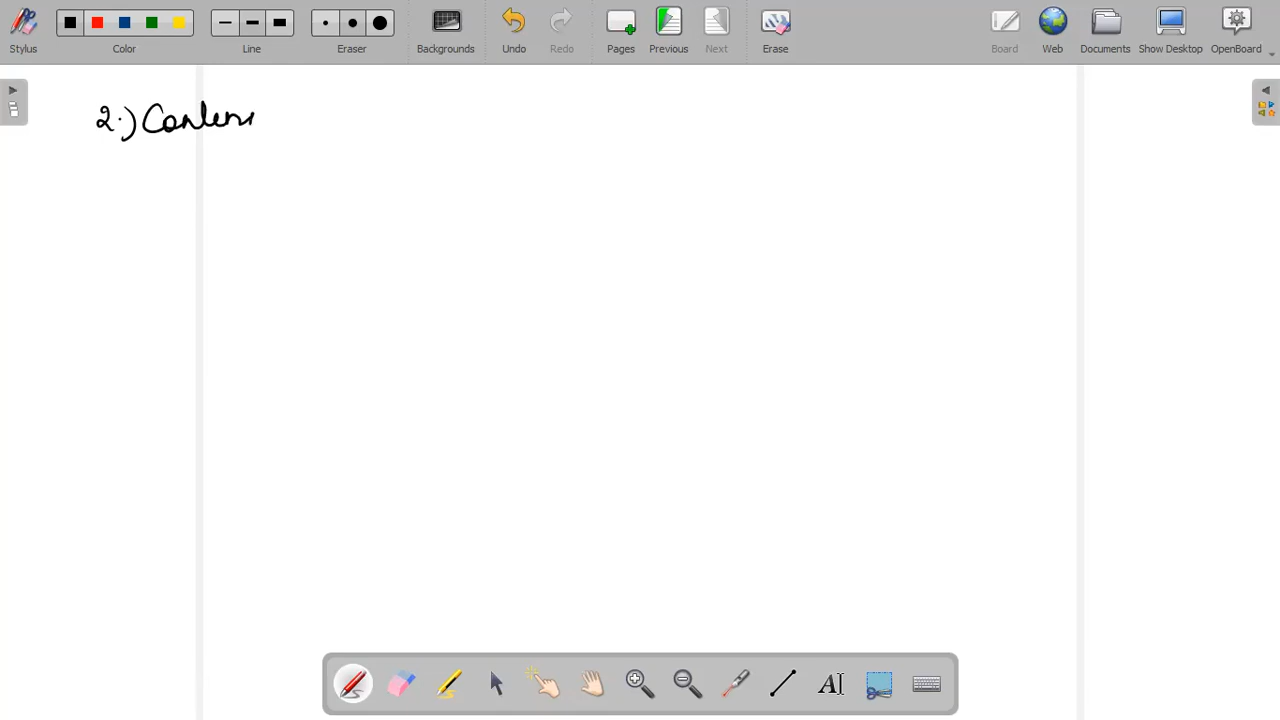 Stylus
Color
Line
Eraser
Backgrounds
Undo
Redo
Pages
Previous
Next
Erase
Board
Web
Documents
Show Desktop
OpenBoard
2.)